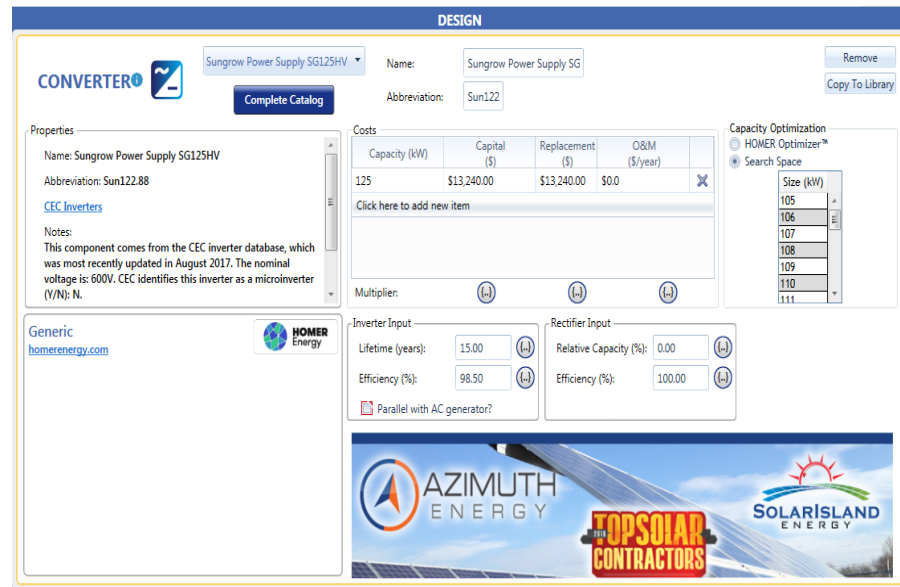 DESIGN
CONVERTER
Sungrow Power Supply SG125HV
Complete Catalog
Name:
Sungrow Power Supply SG
Abbreviation:
Sun122
Remove
Copy To Library
Properties
Name: Sungrow Power Supply SG125HV
Abbreviation: Sun122.88
CEC Inverters
Notes:
This component comes from the CEC inverter database, which
was most recently updated in August 2017. The nominal
voltage is: 600V. CEC identifies this inverter as a microinverter
(Y/N): N.
Costs
Capacity (kW)
Capital
($)
Replacement
($)
O&M
($/year)
125
$13,240.00
$13,240.00
$0.0
Click here to add new item
Multiplier:
{..}
{..}
{..}
Capacity Optimization
HOMER Optimizer™
Search Space
Size (kW)
105
106
107
108
109
110
111
Generic
homerenergy.com
HOMER
Energy
Inverter Input
Lifetime (years):
15.00
{..}
Efficiency (%):
98.50
{..}
Parallel with AC generator?
Rectifier Input
Relative Capacity (%):
0.00
{..}
Efficiency (%):
100.00
{..}
AZIMUTH
ENERGY
2018
TOPSOLAR
CONTRACTORS
SOLARISLAND
ENERGY